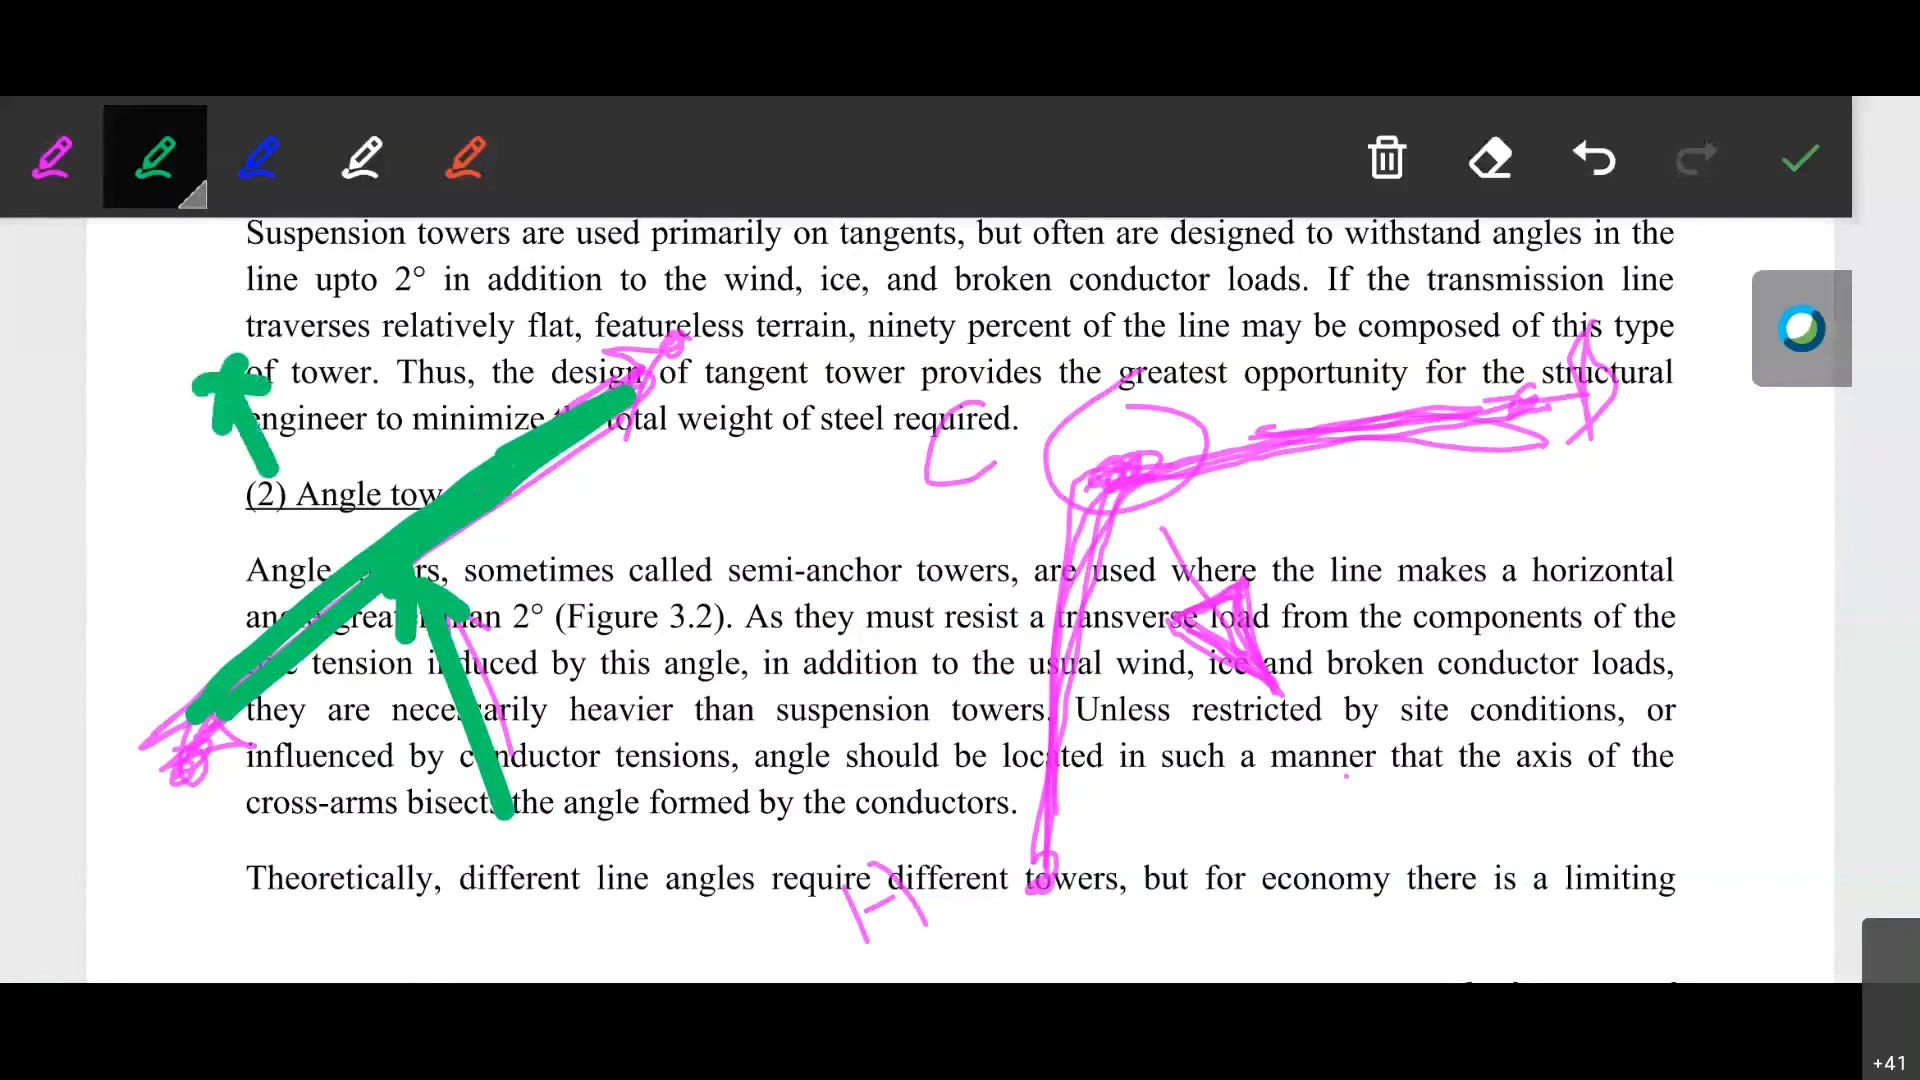 Suspension towers are used primarily on tangents, but often are designed to withstand angles in the
line upto 2° in addition to the wind, ice, and broken conductor loads. If the transmission line
traverses relatively flat, featureless terrain, ninety percent of the line may be composed of this type
of tower. Thus, the design of tangent tower provides the greatest opportunity for the structural
engineer to minimize total weight of steel required.
(2) Angle tow
Angle rs, sometimes called semi-anchor towers, are used where the line makes a horizontal
than 2° (Figure 3.2). As they must resist a transverse load from the components of the
tension induced by this angle, in addition to the usual wind, ice and broken conductor loads,
they are necessarily heavier than suspension towers. Unless restricted by site conditions, or
influenced by conductor tensions, angle should be located in such a manner that the axis of the
cross-arms bisects the angle formed by the conductors.
Theoretically, different line angles require different towers, but for economy there is a limiting
C
+41